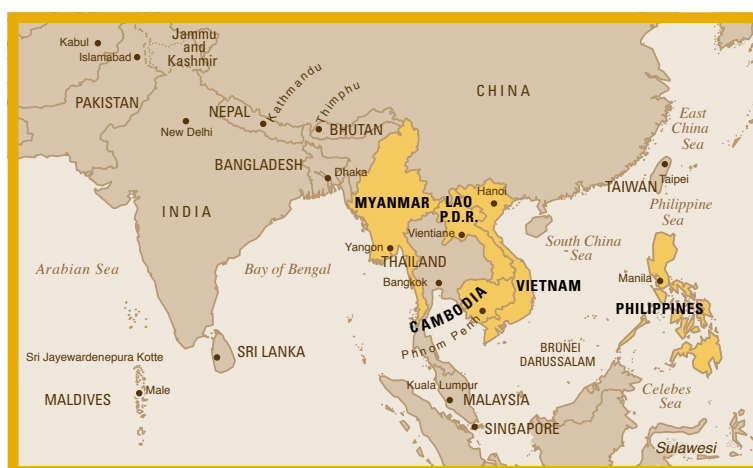 Kabul
Islamabad
Jammu
and
Kashmir
PAKISTAN
New Delhi
NEPAL
Kathmandu
Thimphu
BHUTAN
CHINA
East
China
Sea
BANGLADESH
Dhaka
INDIA
MYANMAR
LAO
P.D.R.
Hanoi
TAIWAN
Taipei
Philippine
Sea
Vientiane
Yangon
THAILAND
South China
Sea
Arabian Sea
Bay of Bengal
Bangkok
Manila
CAMBODIA
VIETNAM
PHILIPPINES
Phnom Penh
Sri Jayewardenepura Kotte
SRI LANKA
BRUNEI
DARUSSALAM
MALDIVES
Male
Kuala Lumpur
MALAYSIA
Celebes
Sea
SINGAPORE
Sulawesi